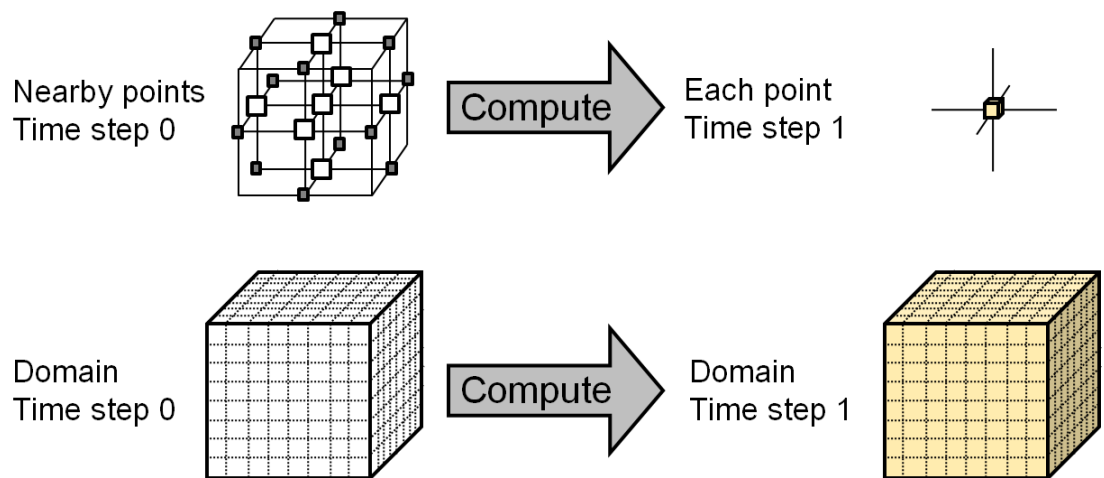 Nearby points
Time step 0
Compute
Each point
Time step 1
Domain
Time step 0
Compute
Domain
Time step 1